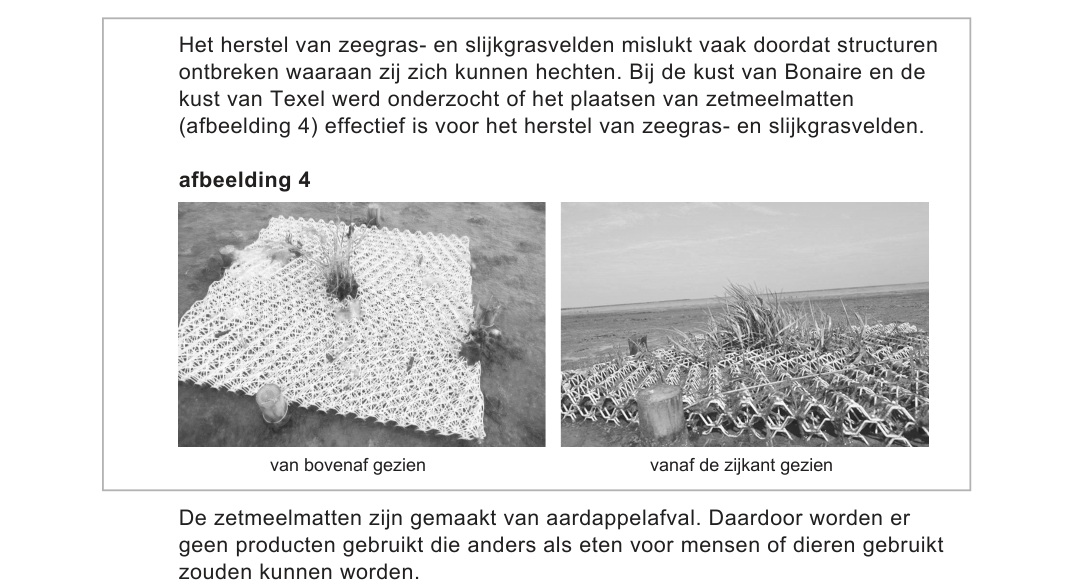 Het herstel van zeegras- en slijkgrasvelden mislukt vaak doordat structuren
ontbreken waaraan zij zich kunnen hechten. Bij de kust van Bonaire en de
kust van Texel werd onderzocht of het plaatsen van zetmeelmatten
(afbeelding 4) effectief is voor het herstel van zeegras- en slijkgrasvelden.
afbeelding 4
van bovenaf gezien
vanaf de zijkant gezien
De zetmeelmatten zijn gemaakt van aardappelafval. Daardoor worden er
geen producten gebruikt die anders als eten voor mensen of dieren gebruikt
zouden kunnen worden.